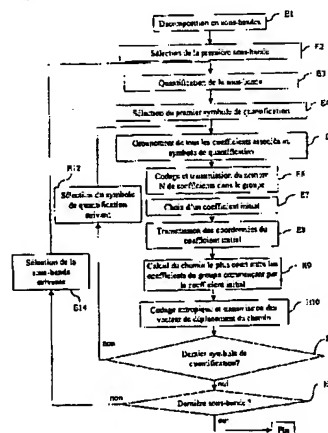 Décomposition en sous-bandes
E1
Sélection de la première sous-bande
E2
Quantification de la sous-bande
E3
Sélection du premier symbole de quantification
E4
Groupement de tous les coefficients associés au
symbole de quantification
Codage et transmission du nombre
N de coefficients dans le groupe
E6
E12
Sélection du symbole
de quantification
suivant
Choix d'un coefficient initial
E7
Transmission des coordonnées du
coefficient initial
E8
Sélection de la
sous-bande
suivante
E14
Calcul du chemin le plus court entre les
coefficients du groupe commençant par
le coefficient initial
E9
Codage entropique et transmission des
vecteurs de déplacement du chemin
E10
non
Dernier symbole de
quantification?
oui
non
Dernière sous-bande ?
oui
Fin